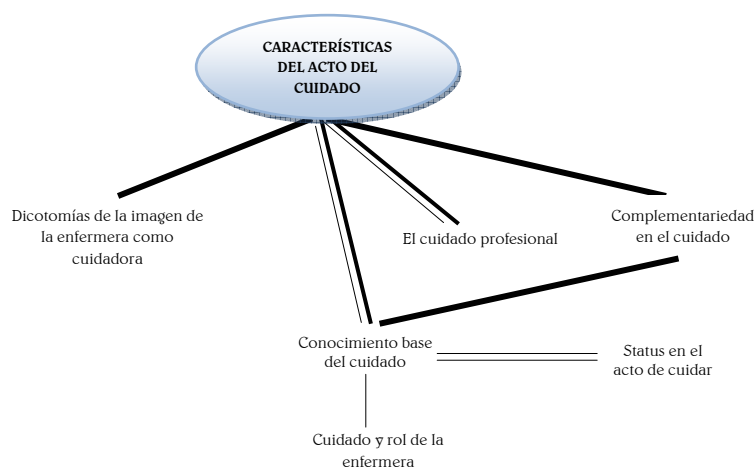 CARACTERÍSTICAS
DEL ACTO DEL
CUIDADO
Dicotomías de la imagen de
la enfermera como
cuidadora
El cuidado profesional
Complementariedad
en el cuidado
Conocimiento base
del cuidado
Status en el
acto de cuidar
Cuidado y rol de la
enfermera